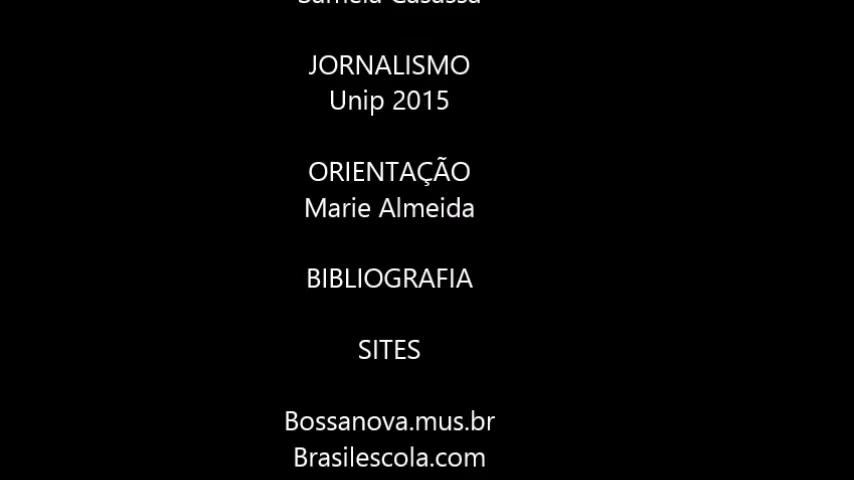 JORNALISMO
Unip 2015
ORIENTAÇÃO
Marie Almeida
BIBLIOGRAFIA
SITES
Bossanova.mus.br
Brasilescola.com